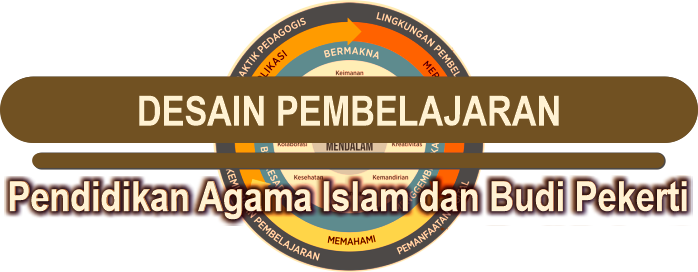 LINGKUNGAN PEMBEL
BERMAKNA
Keimanan
DESAIN PEMBELAJARAN
Kolaborasi
MENDALAM
Kreativitas
Kesehatan
Kemandirian
Pendidikan Agama Islam dan Budi Pekerti
MEMAHAMI
PEMBELAJARAN
PEMANFAATAN